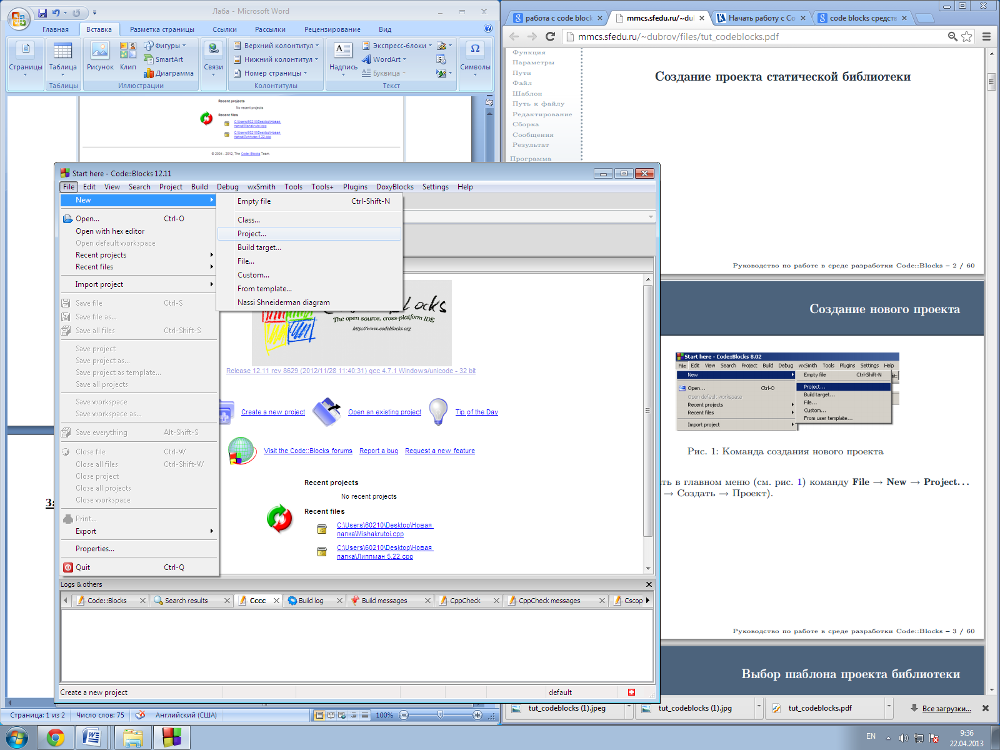 Лаба - Microsoft Word
Главная Вставка Разметка страницы Ссылки Рассылки Рецензирование Вид
Страницы Таблица Рисунок Клип Фигуры SmartArt Диаграмма Связи
Верхний колонтитул Нижний колонтитул Номер страницы
Надпись Экспресс-блоки WordArt Буквица Символы
Таблицы Иллюстрации Колонтитулы Текст
Recent projects
No recent projects
Recent files
C:\Users\60210\Desktop\Новая
папка\Mishakrutoi.cpp
C:\Users\60210\Desktop\Новая
папка\Липпман 5.22.cpp
© 2004 - 2012, The Code::Blocks Team.
Start here - Code::Blocks 12.11
File Edit View Search Project Build Debug wxSmith Tools Tools+ Plugins DoxyBlocks Settings Help
New
Open... Ctrl-O
Open with hex editor
Open default workspace
Recent projects
Recent files
Import project
Save file Ctrl-S
Save file as...
Save all files Ctrl-Shift-S
Save project
Save project as...
Save project as template...
Save all projects
Save workspace
Save workspace as...
Save everything Alt-Shift-S
Close file Ctrl-W
Close all files Ctrl-Shift-W
Close project
Close all projects
Close workspace
Print...
Export
Properties...
Quit Ctrl-Q
Empty file Ctrl-Shift-N
Class...
Project...
Build target...
File...
Custom...
From template...
Nassi Shneiderman diagram
The open source, cross-platform IDE
http://www.codeblocks.org
Release 12.11 rev 8629 (2012/11/28 11:40:31) gcc 4.7.1 Windows/unicode - 32 bit
Create a new project Open an existing project Tip of the Day
Visit the Code::Blocks forums Report a bug Request a new feature
Recent projects
No recent projects
Recent files
C:\Users\60210\Desktop\Новая
папка\Mishakrutoi.cpp
C:\Users\60210\Desktop\Новая
папка\Липпман 5.22.cpp
Logs & others
Code::Blocks Search results Cccc Build log Build messages CppCheck CppCheck messages Cscop
Create a new project default
Страница: 1 из 2 Число слов: 75 Английский (США) 100%
работа с code block mmcs.sfedu.ru/~dul Начать работу с Co code blocks средств
mmcs.sfedu.ru/~dubrov/files/tut_codeblocks.pdf
Функция
Параметры
Пути
Файл
Шаблон
Путь к файлу
Редактирование
Сборка
Сообщения
Результат
Программа
Создание проекта статической библиотеки
Руководство по работе в среде разработки Code::Blocks – 2 / 60
Создание нового проекта
Start here - Code::Blocks 8.02
File Edit View Search Project Build Debug wxSmith Tools Plugins Settings Help
New
Open... Ctrl-O
Open default workspace
Recent projects
Recent files
Import project
Empty file Ctrl-Shift-N
Project...
Build target...
File...
Custom...
From user template...
Рис. 1: Команда создания нового проекта
ть в главном меню (см. рис. 1) команду File → New → Project...
→ Создать → Проект).
Руководство по работе в среде разработки Code::Blocks – 3 / 60
Выбор шаблона проекта библиотеки
tut_codeblocks (1).jpeg tut_codeblocks (1).jpg tut_codeblocks.pdf Все загрузки...
EN 9:36
22.04.2013